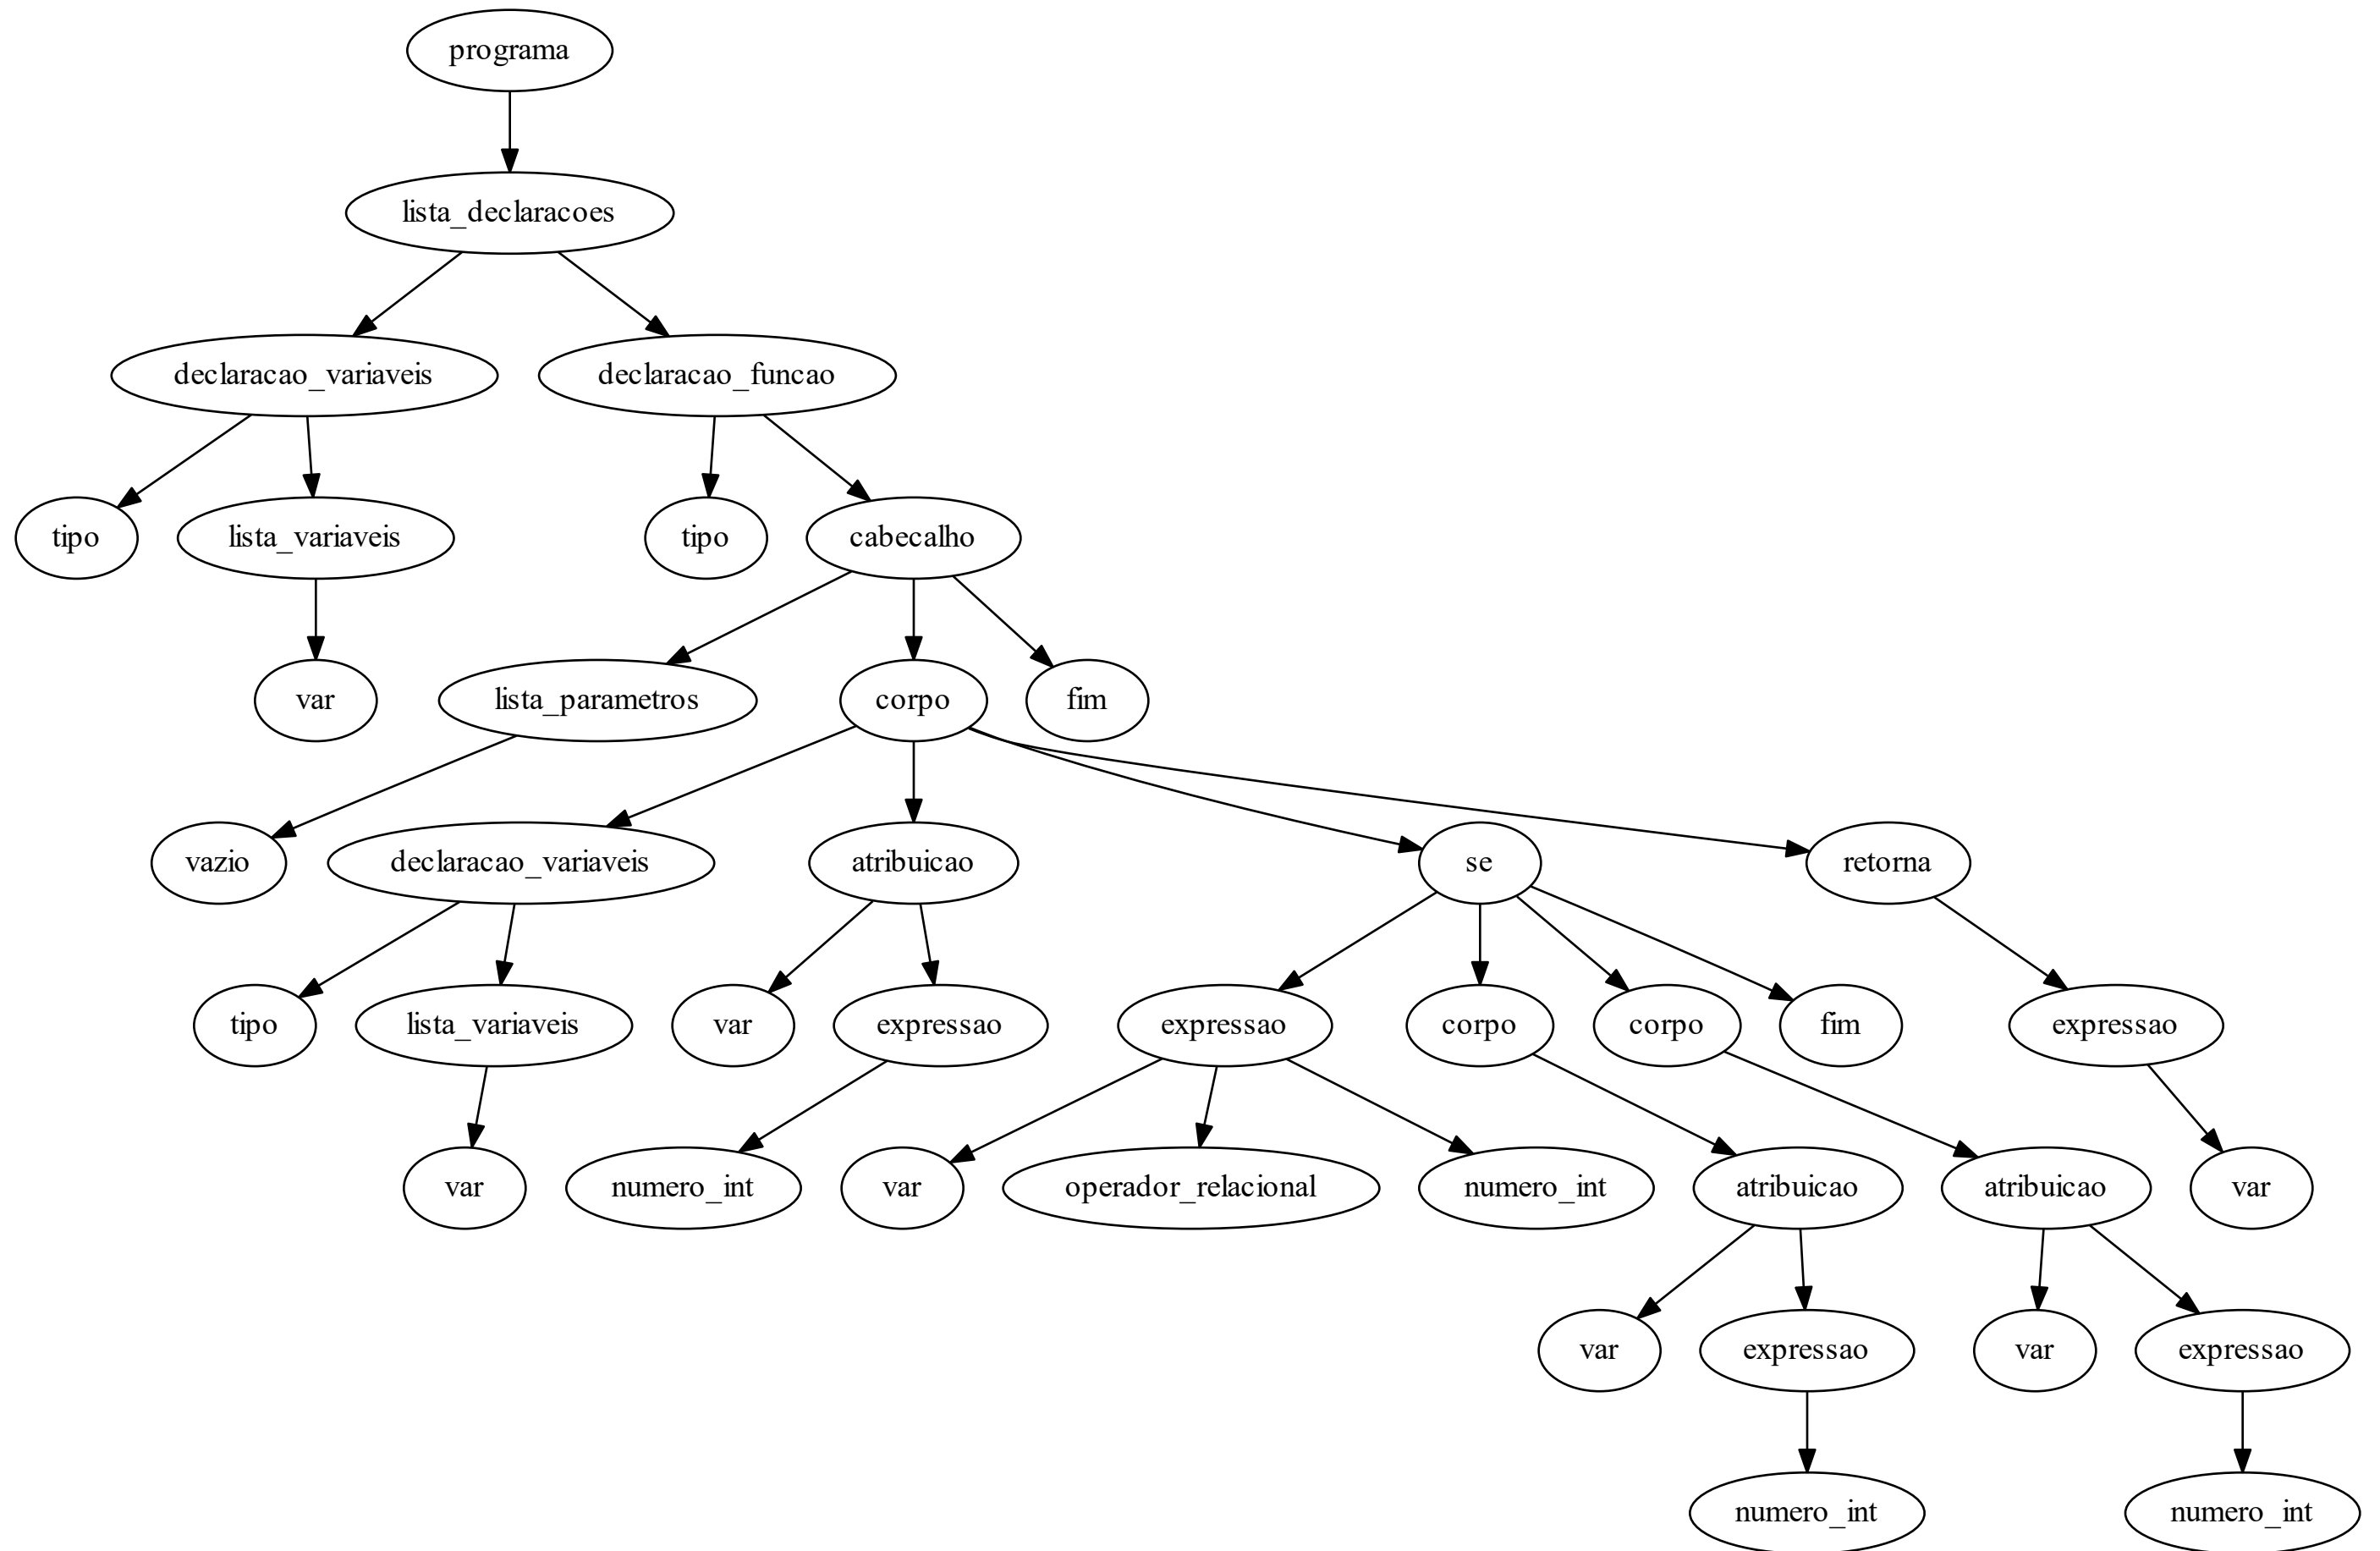 programa
lista_declaracoes
declaracao_variaveis
declaracao_funcao
tipo
lista_variaveis
tipo
cabecalho
var
lista_parametros
corpo
fim
vazio
declaracao_variaveis
atribuicao
se
retorna
tipo
lista_variaveis
var
expressao
expressao
corpo
corpo
fim
expressao
var
numero_int
var
operador_relacional
numero_int
atribuicao
atribuicao
var
var
expressao
var
expressao
numero_int
numero_int